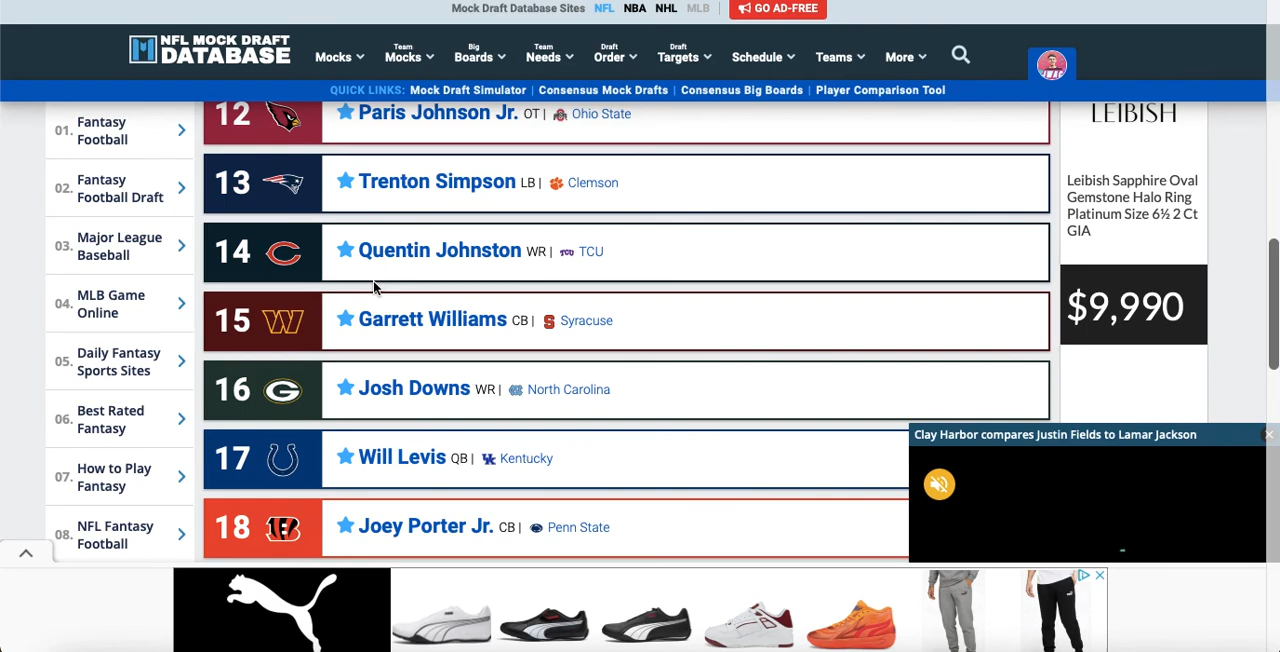 Mock Draft Database Sites NFL NBA NHL MLB | GO AD-FREE
NFL MOCK DRAFT
DATABASE
Mocks
Team
Mocks
Big
Boards
Team
Needs
Draft
Order
Draft
Targets
Schedule
Teams
More
QUICK LINKS: Mock Draft Simulator | Consensus Mock Drafts | Consensus Big Boards | Player Comparison Tool
01. Fantasy
Football
02. Fantasy
Football Draft
03. Major League
Baseball
04. MLB Game
Online
05. Daily Fantasy
Sports Sites
06. Best Rated
Fantasy
07. How to Play
Fantasy
08. NFL Fantasy
Football
12 Paris Johnson Jr. OT | Ohio State
13 Trenton Simpson LB | Clemson
14 Quentin Johnston WR | TCU TCU
15 Garrett Williams CB | S Syracuse
16 G Josh Downs WR | North Carolina
17 Will Levis QB | Kentucky
18 Joey Porter Jr. CB | Penn State
LEIBISH
Leibish Sapphire Oval
Gemstone Halo Ring
Platinum Size 6½ 2 Ct
GIA
$9,990
Clay Harbor compares Justin Fields to Lamar Jackson